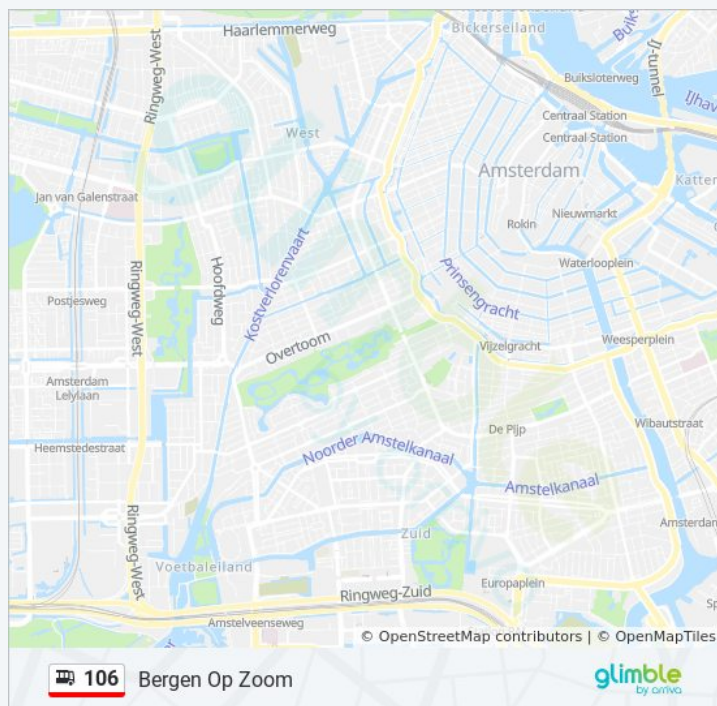 Haarlemmerweg
Bickerseiland
Ringweg-West
Buiksloterweg
IJ-tunnel
West
Centraal Station
Centraal Station
Amsterdam
Jan van Galenstraat
Nieuwmarkt
Rokin
Waterlooplein
Kostverlorenvaart
Hoofdweg
Ringweg-West
Prinsengracht
Postjesweg
Overtoom
Vijzelgracht
Weesperplein
Amsterdam
Lelylaan
De Pijp
Wibautstraat
Heemstedestraat
Noorder Amstelkanaal
Amstelkanaal
Ringweg-West
Amsterdam
Zuid
Voetbaleiland
Europaplein
Ringweg-Zuid
Amstelveenseweg
© OpenStreetMap contributors | © OpenMapTiles
106 Bergen Op Zoom
glimble
by arriva